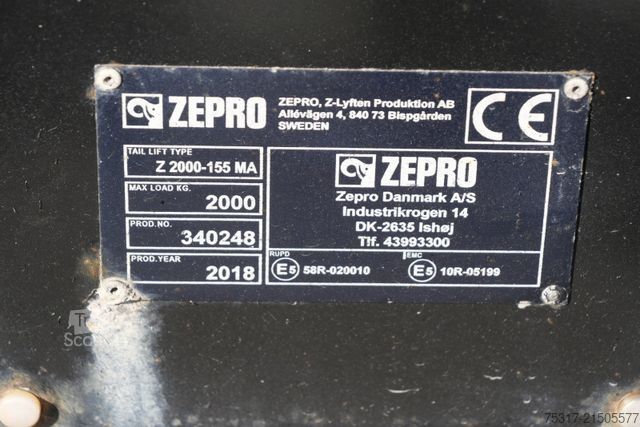 ZEPRO
ZEPRO, Z-Lyften Produktion AB
Allévägen 4, 840 73 Bispgården
SWEDEN
CE
TAIL LIFT TYPE
Z 2000-155 MA
MAX LOAD KG.
2000
PROD.NO.
340248
PROD.YEAR
2018
ZEPRO
Zepro Danmark A/S
Industrikrogen 14
DK-2635 Ishøj
Tlf. 43993300
RUPD
E5 58R-020010
EMC
E5 10R-05199
75317-21505577